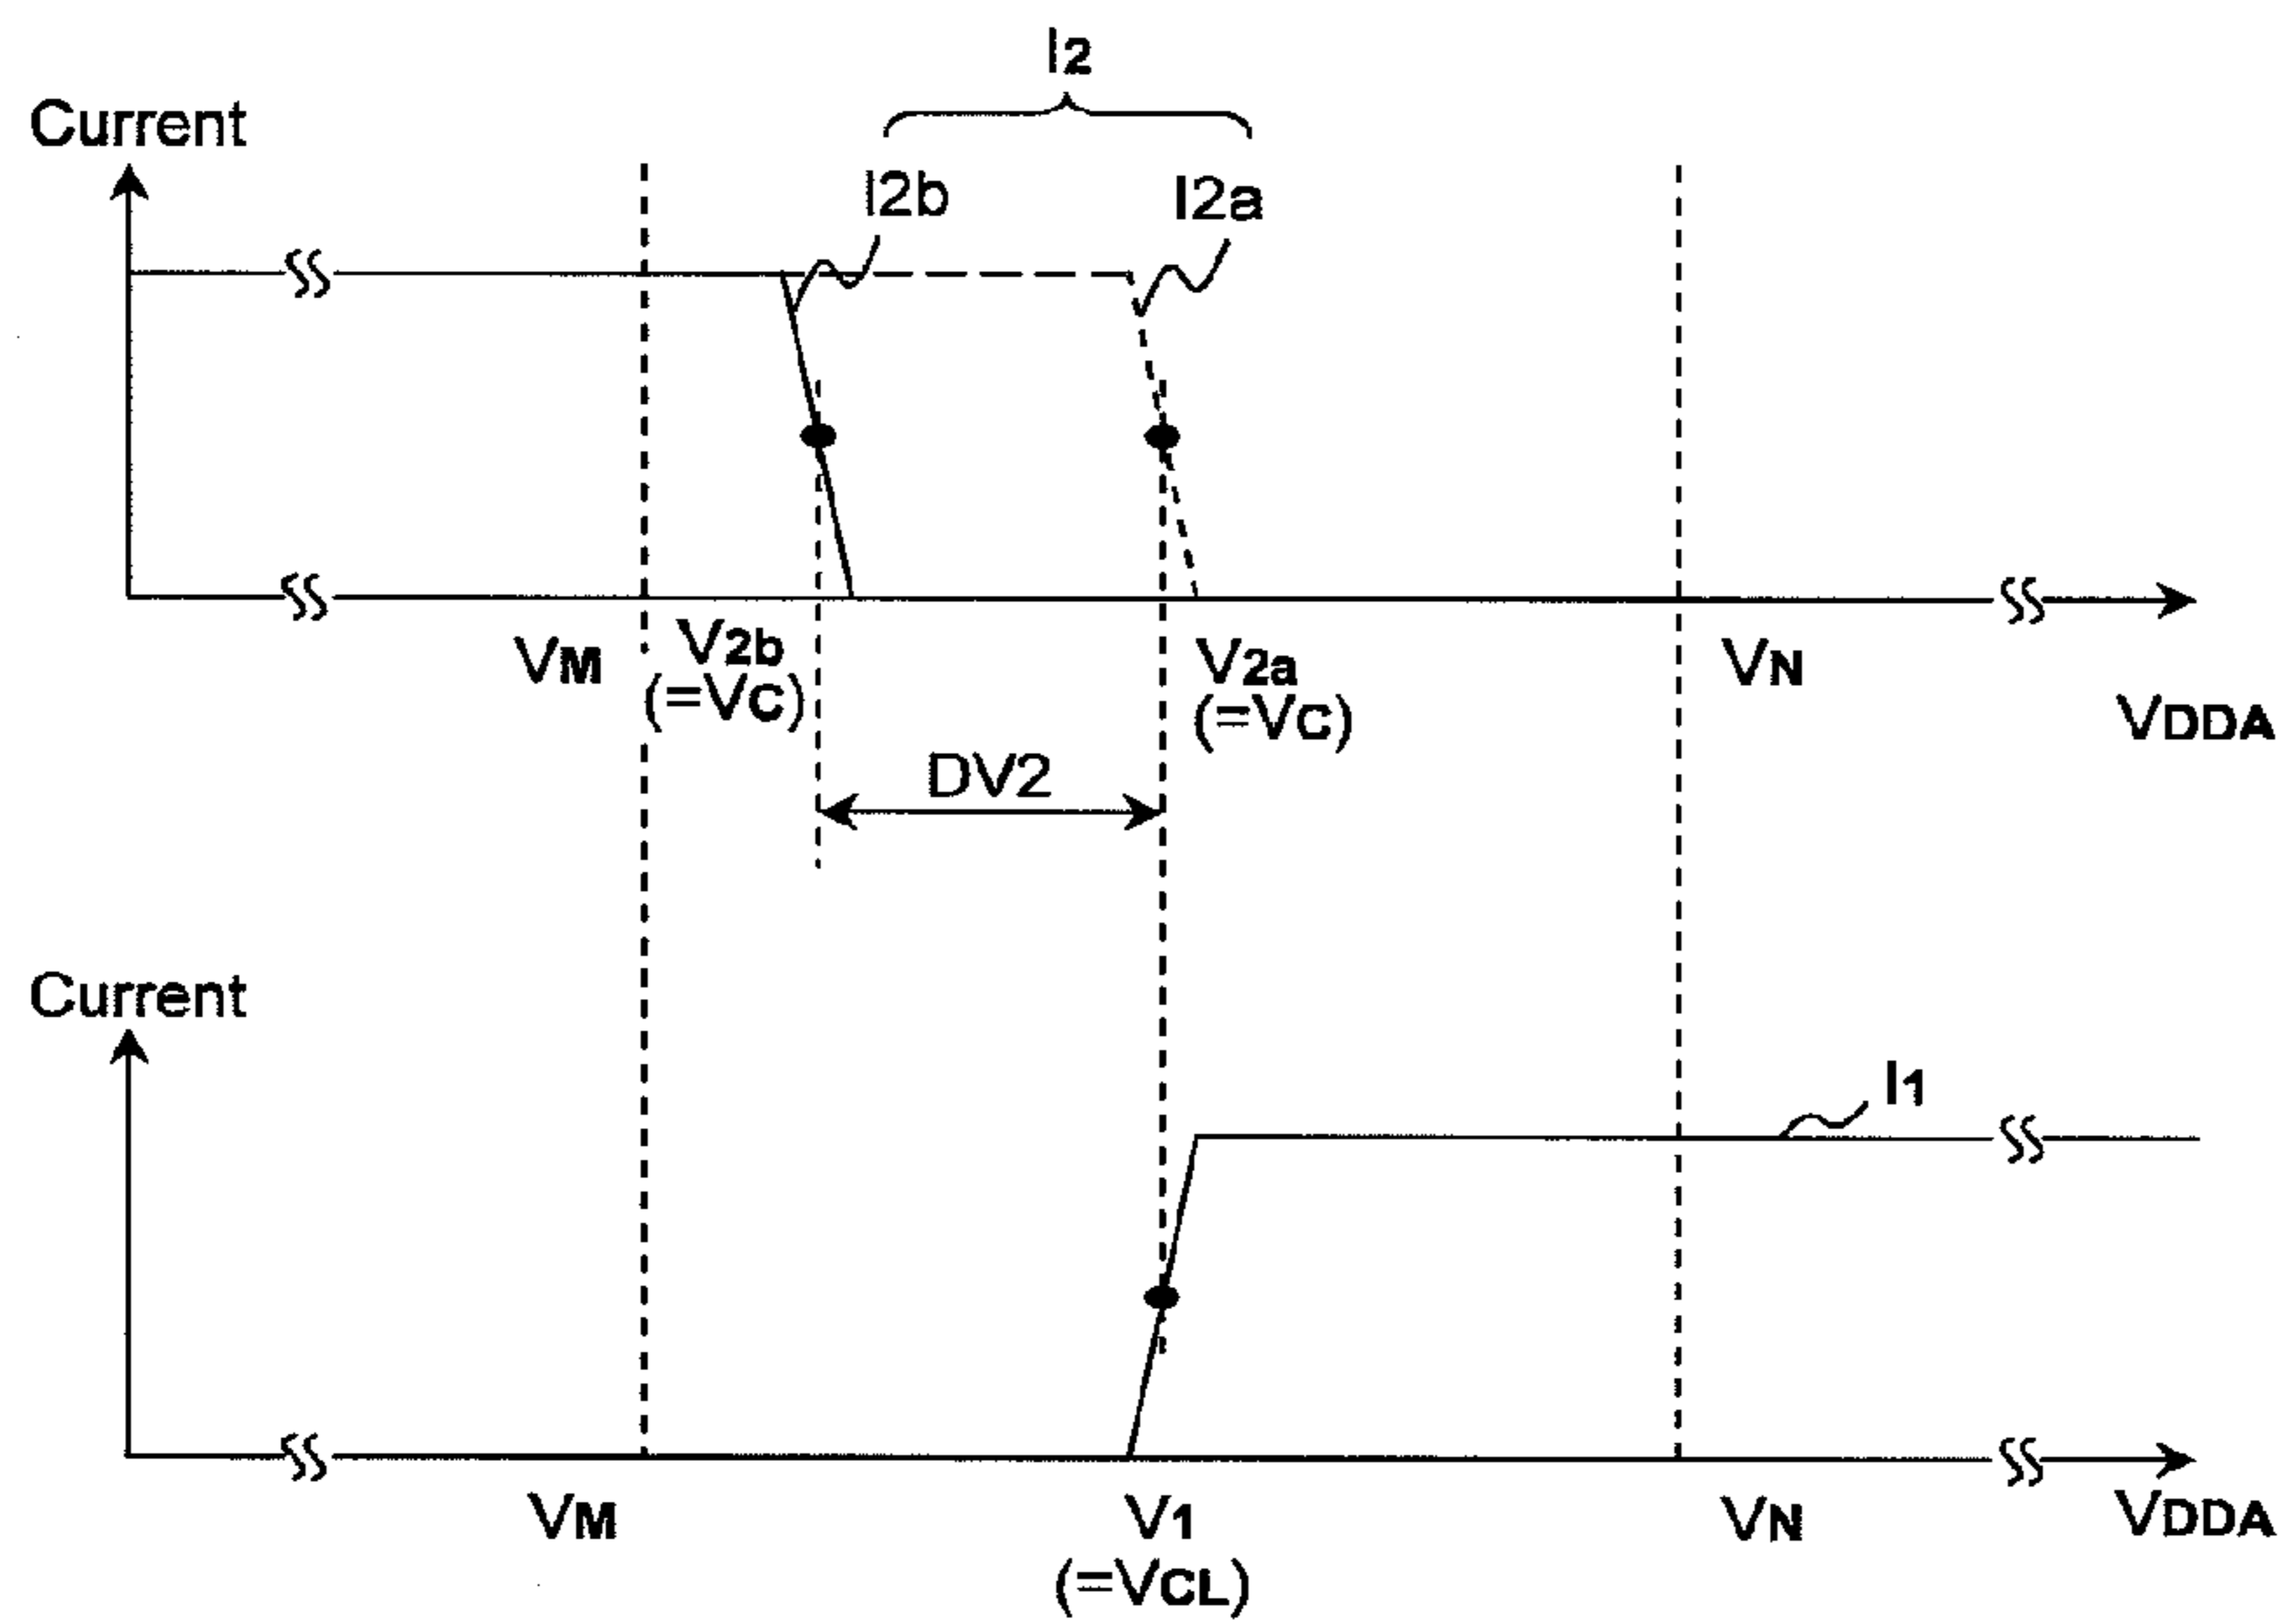 I2
Current
I2b
I2a
VM
V2b
(=VC)
V2a
(=VC)
VN
VDDA
DV2
Current
I1
VM
V1
(=VCL)
VN
VDDA